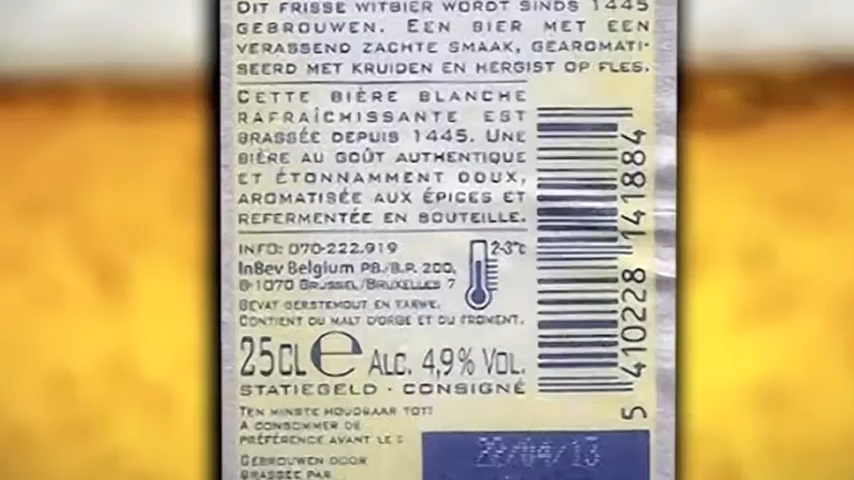 DIT FRISSE WITBIER WORDT SINDS 1445
GEBROUWEN. EEN BIER MET EEN
VERASSEND ZACHTE SMAAK, GEAROMATI-
SEERD MET KRUIDEN EN HERGIST OP FLES.
CETTE BIÈRE BLANCHE
RAFRAÎCHISSANTE EST
BRASSÉE DEPUIS 1445. UNE
BIÈRE AU GOÛT AUTHENTIQUE
ET ÉTONNAMMENT DOUX,
AROMATISÉE AUX ÉPICES ET
REFERMENTÉE EN BOUTEILLE.
INFO: 070-222.919
InBev Belgium PB./B.P. 200,
B-1070 BRUSSEL/BRUXELLES 7
2-3°C
BEVAT GERSTEMOUT EN TARWE.
CONTIENT DU MALT D'ORGE ET DU FROMENT.
25CL e ALC. 4,9% VOL.
STATIEGELD · CONSIGNÉ
TEN MINSTE HOUDBAAR TOT:
A CONSOMMER DE
PRÉFÉRENCE AVANT LE :
GEBROUWEN DOOR
BRASSÉE PAR
5 410228 141884